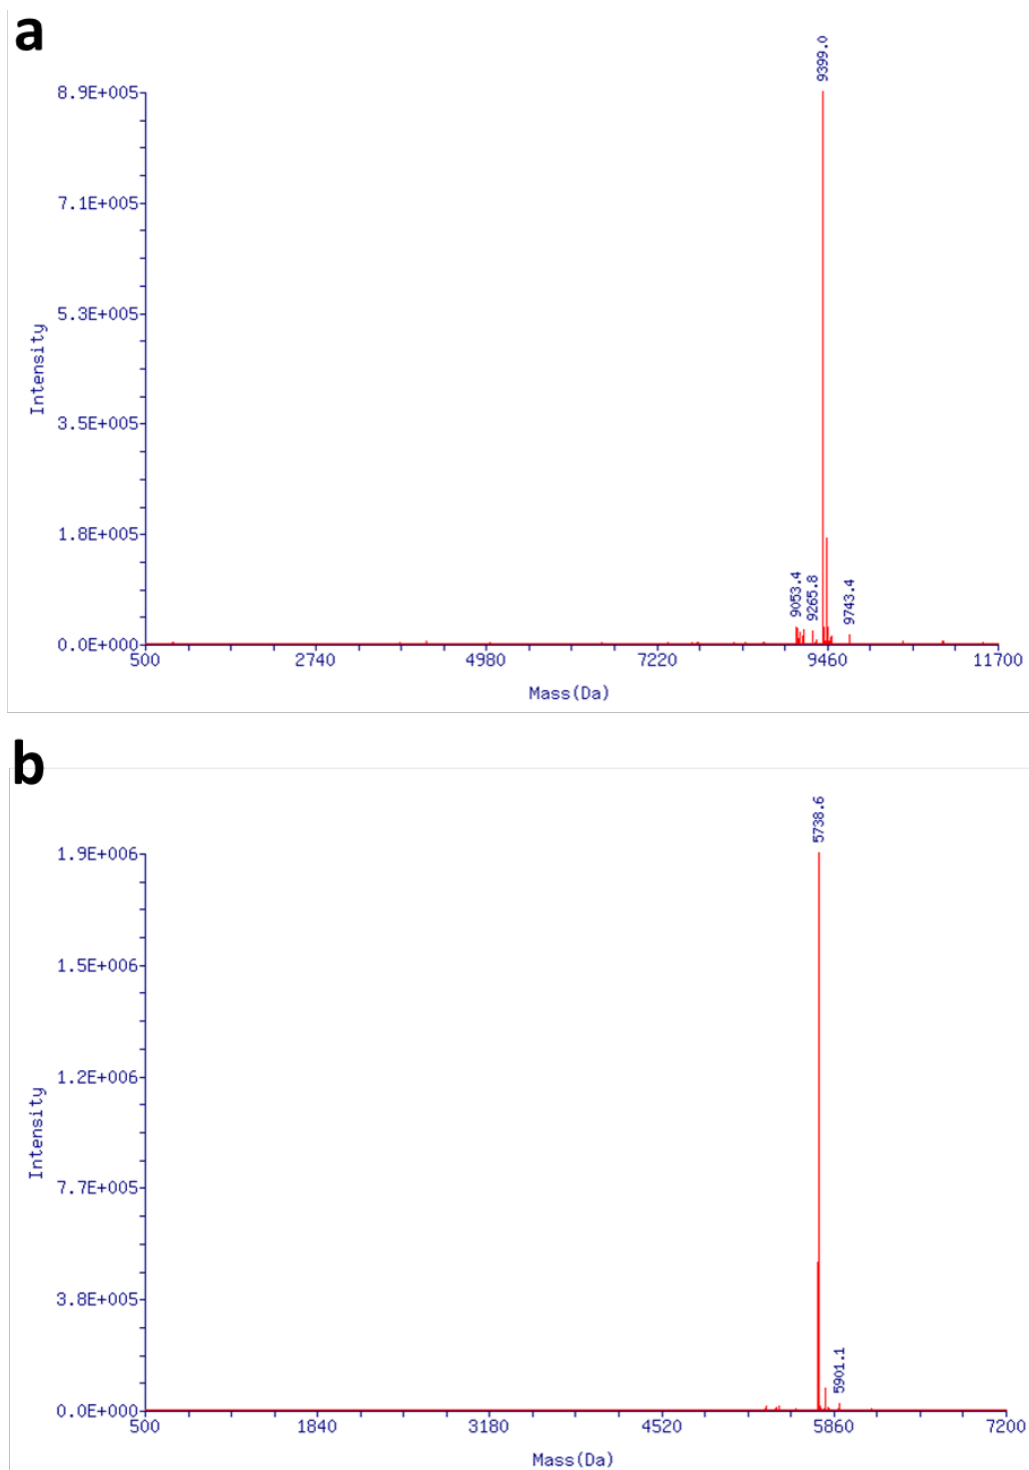 a
9399.0
8.9E+005
7.1E+005
5.3E+005
3.5E+005
1.8E+005
0.0E+000
Intensity
9053.4
9265.8
9743.4
500 2740 4980 7220 9460 11700
Mass(Da)
b
5738.6
1.9E+006
1.5E+006
1.2E+006
7.7E+005
3.8E+005
0.0E+000
Intensity
5901.1
500 1840 3180 4520 5860 7200
Mass(Da)